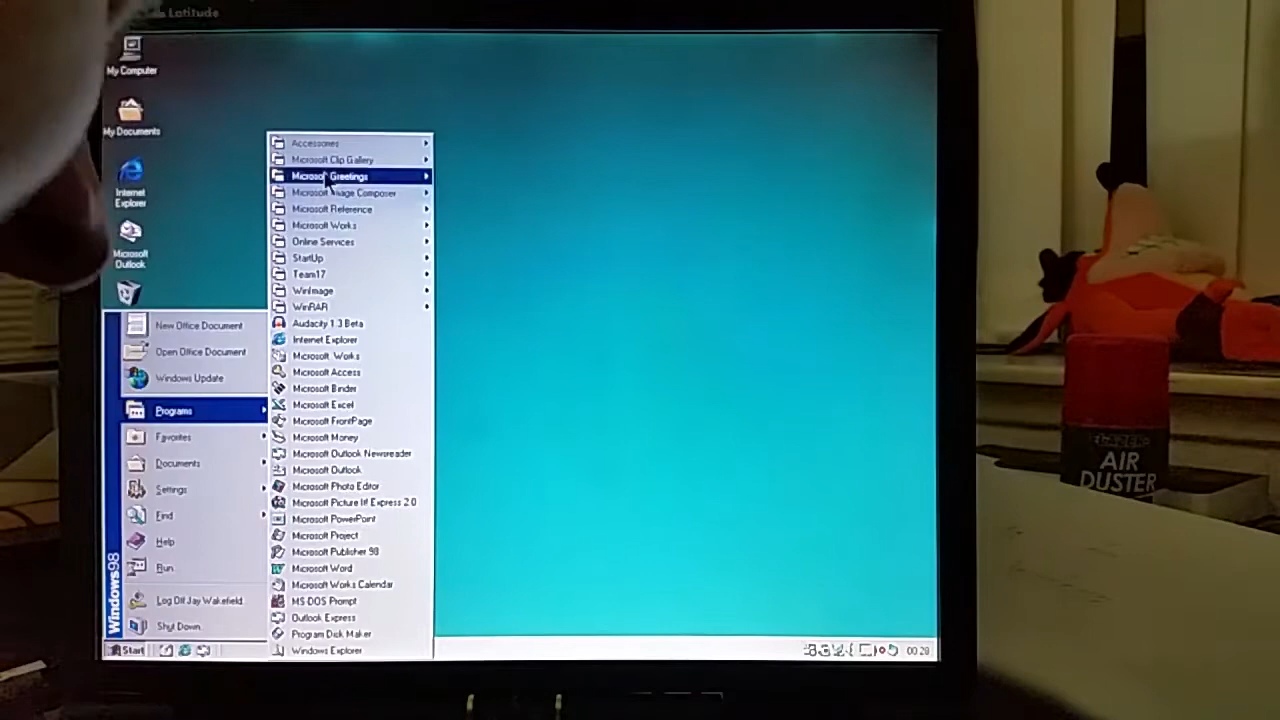 Latitude
My Computer
My Documents
Internet
Explorer
Microsoft
Outlook
New Office Document
Open Office Document
Windows Update
Programs
Favorites
Documents
Settings
Find
Help
Run...
Log Off Jay Wakefield...
Shut Down...
Windows98
Start
Accessories
Microsoft Clip Gallery
Microsoft Greetings
Microsoft Image Composer
Microsoft Reference
Microsoft Works
Online Services
StartUp
Team17
WinImage
WinRAR
Audacity 1.3 Beta
Internet Explorer
Microsoft Works
Microsoft Access
Microsoft Binder
Microsoft Excel
Microsoft FrontPage
Microsoft Money
Microsoft Outlook Newsreader
Microsoft Outlook
Microsoft Photo Editor
Microsoft Picture It! Express 2.0
Microsoft PowerPoint
Microsoft Project
Microsoft Publisher 98
Microsoft Word
Microsoft Works Calendar
MS-DOS Prompt
Outlook Express
Program Disk Maker
Windows Explorer
00:28
AIR
DUSTER